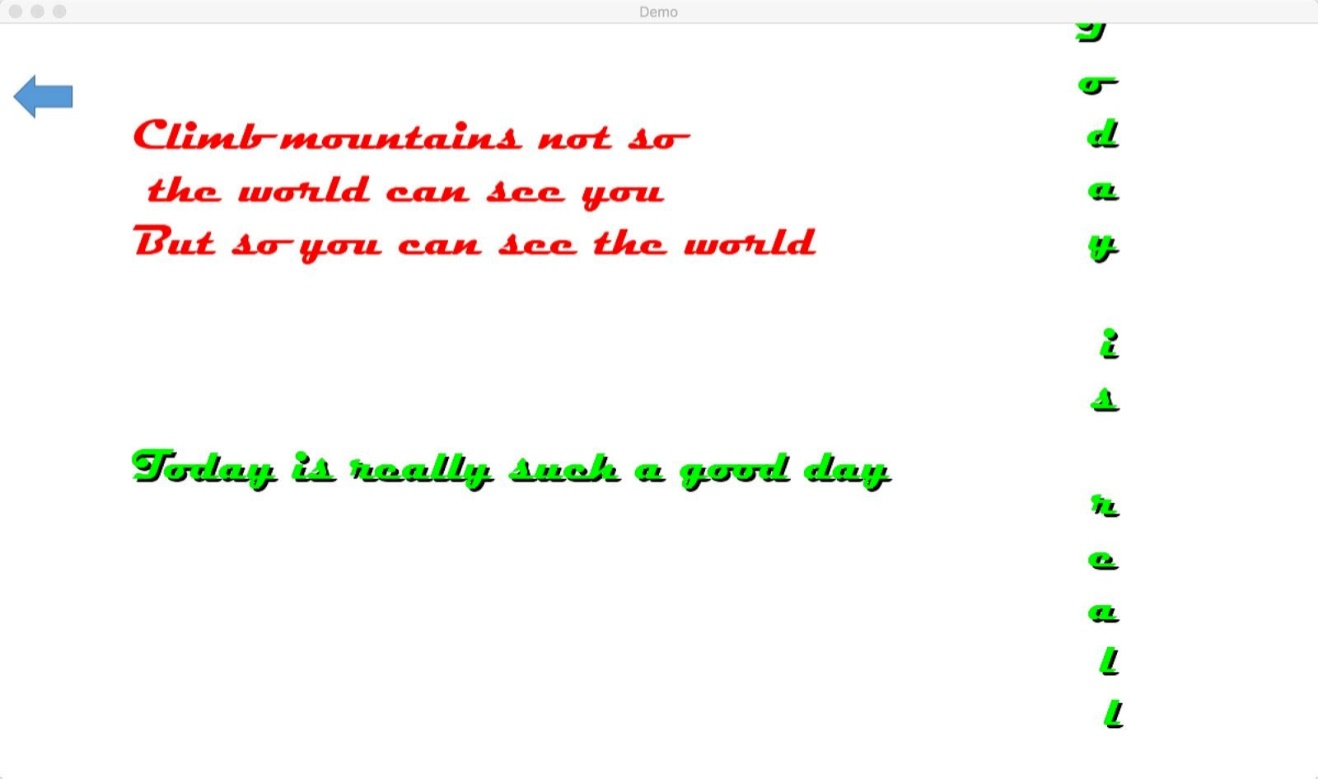 Demo
Climb mountains not so
the world can see you
But so you can see the world
Today is really such a good day
oday is reall